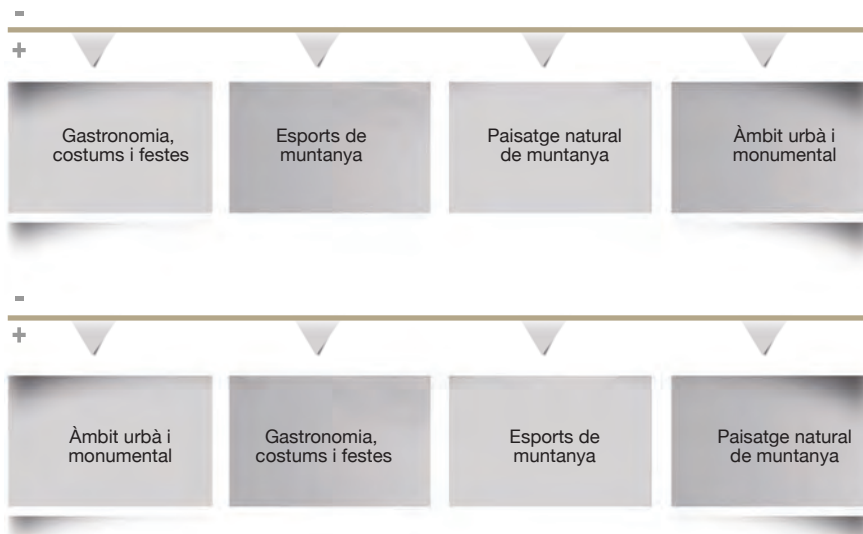 -
+
Gastronomia,
costums i festes
Esports de
muntanya
Paisatge natural
de muntanya
Àmbit urbà i
monumental
-
+
Àmbit urbà i
monumental
Gastronomia,
costums i festes
Esports de
muntanya
Paisatge natural
de muntanya